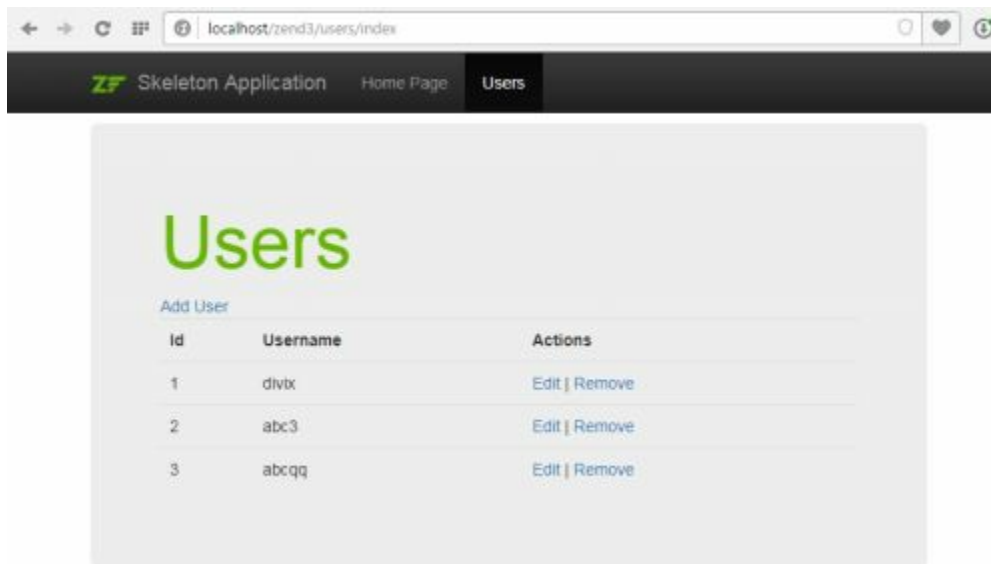 localhost/zend3/users/index
ZF Skeleton Application Home Page Users
Users
Add User
Id Username Actions
1 divix Edit | Remove
2 abc3 Edit | Remove
3 abcqq Edit | Remove